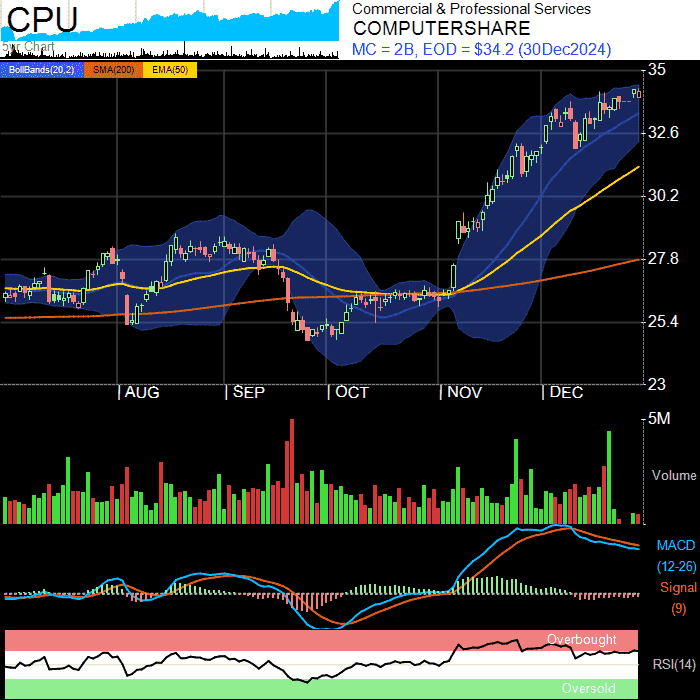 CPU
5yr Chart
Commercial & Professional Services
COMPUTERSHARE
MC = 2B, EOD = $34.2 (30Dec2024)
BollBands(20,2) SMA(200) EMA(50)
35
32.6
30.2
27.8
25.4
23
AUG SEP OCT NOV DEC
5M
Volume
MACD
(12-26)
Signal
(9)
Overbought
RSI(14)
Oversold